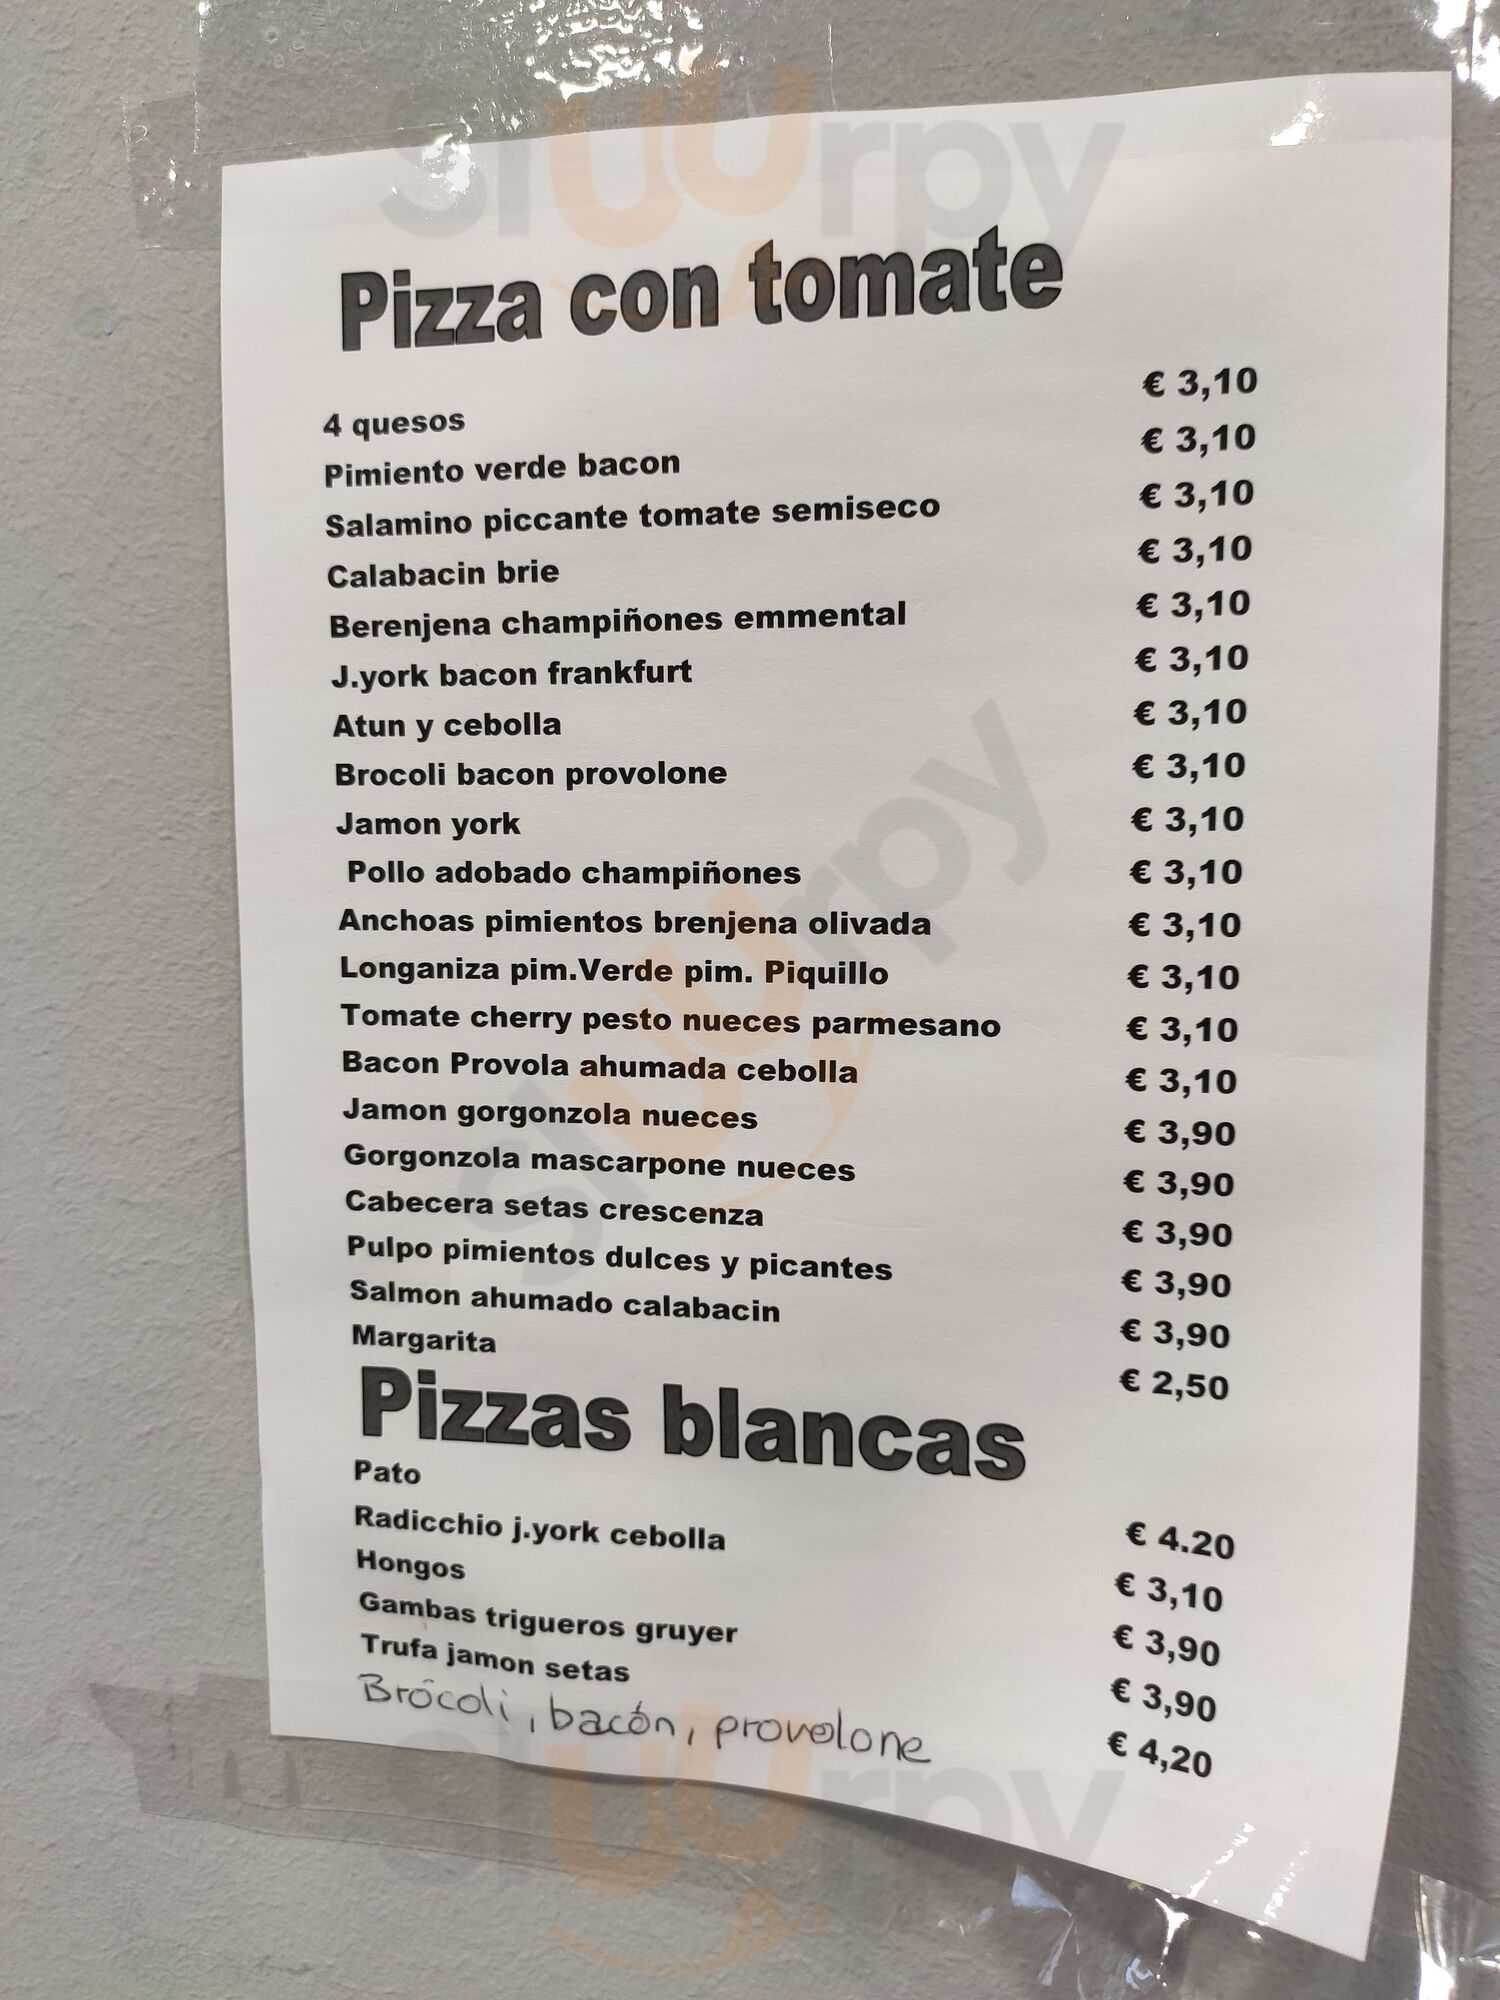 Sluurpy
Pizza con tomate
4 quesos € 3,10
Pimiento verde bacon € 3,10
Salamino piccante tomate semiseco € 3,10
Calabacin brie € 3,10
Berenjena champiñones emmental € 3,10
J.york bacon frankfurt € 3,10
Atun y cebolla € 3,10
Brocoli bacon provolone € 3,10
Jamon york € 3,10
Pollo adobado champiñones € 3,10
Anchoas pimientos brenjena olivada € 3,10
Longaniza pim.Verde pim. Piquillo € 3,10
Tomate cherry pesto nueces parmesano € 3,10
Bacon Provola ahumada cebolla € 3,10
Jamon gorgonzola nueces € 3,90
Gorgonzola mascarpone nueces € 3,90
Cabecera setas crescenza € 3,90
Pulpo pimientos dulces y picantes € 3,90
Salmon ahumado calabacin € 3,90
Margarita € 2,50
Sluurpy
Pizzas blancas
Pato € 4.20
Radicchio j.york cebolla € 3,10
Hongos € 3,90
Gambas trigueros gruyer € 3,90
Trufa jamon setas € 4,20
Brócoli, bacón, provolone
Sluurpy